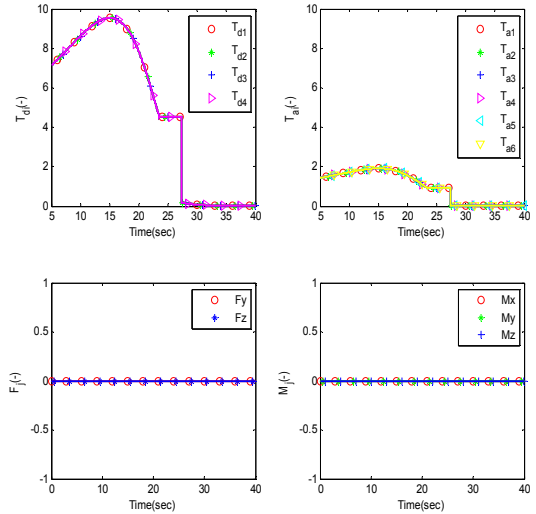 10
8
6
4
2
0
T_di(-)
10 15 20 25 30 35 40
Time(sec)
T_d1
T_d2
T_d3
T_d4
10
8
6
4
2
0
T_ai(-)
5 10 15 20 25 30 35 40
Time(sec)
T_a1
T_a2
T_a3
T_a4
T_a5
T_a6
1
0.5
0
-0.5
-1
F_j(-)
0 10 20 30 40
Time(sec)
Fy
Fz
1
0.5
0
-0.5
-1
M_j(-)
0 10 20 30 40
Time(sec)
Mx
My
Mz